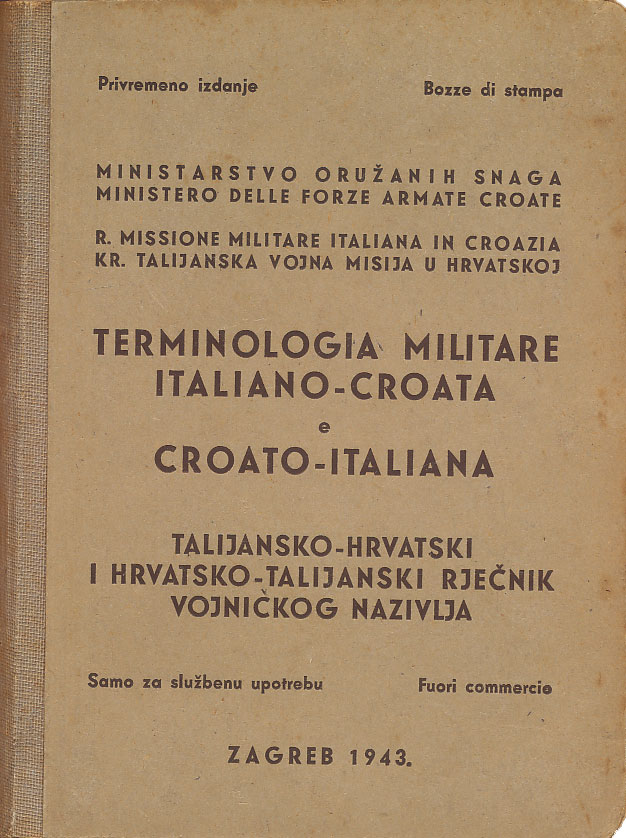 Privremeno izdanje Bozze di stampa
MINISTARSTVO ORUŽANIH SNAGA
MINISTERO DELLE FORZE ARMATE CROATE
R. MISSIONE MILITARE ITALIANA IN CROAZIA
KR. TALIJANSKA VOJNA MISIJA U HRVATSKOJ
TERMINOLOGIA MILITARE
ITALIANO-CROATA
e
CROATO-ITALIANA
TALIJANSKO-HRVATSKI
I HRVATSKO-TALIJANSKI RJEČNIK
VOJNIČKOG NAZIVLJA
Samo za službenu upotrebu Fuori commercio
ZAGREB 1943.